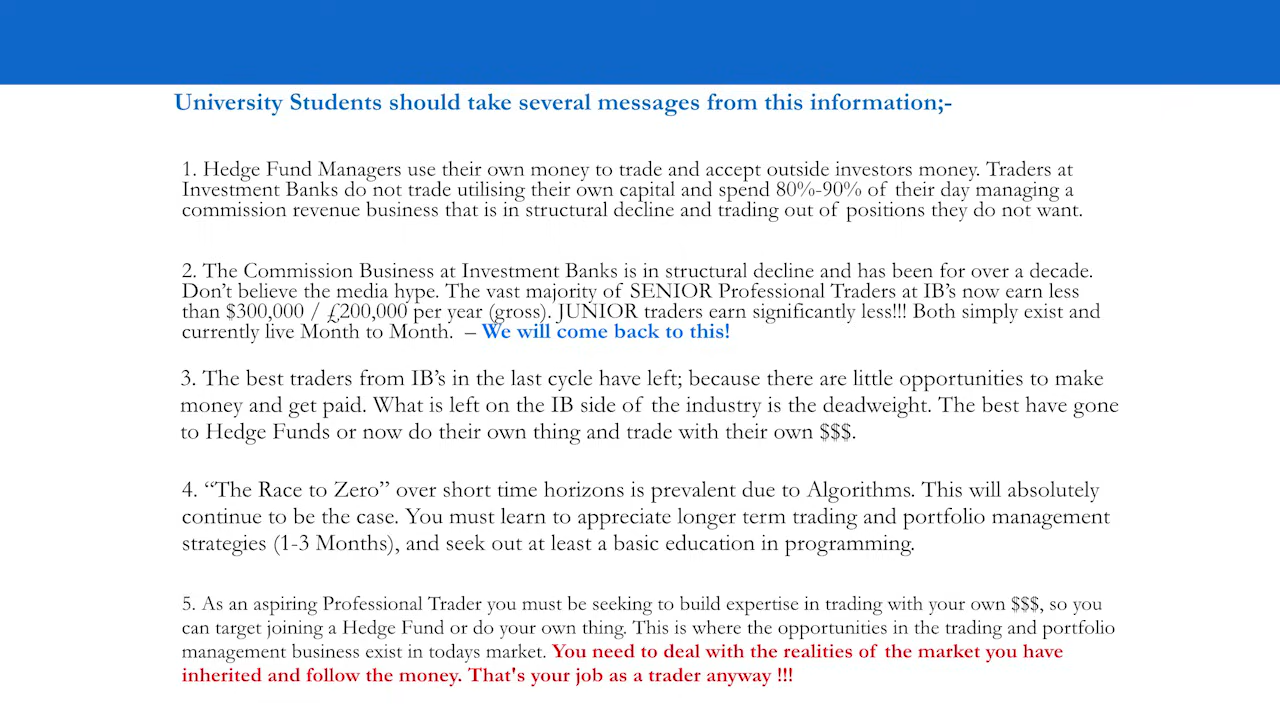 University Students should take several messages from this information;-
1. Hedge Fund Managers use their own money to trade and accept outside investors money. Traders at
Investment Banks do not trade utilising their own capital and spend 80%-90% of their day managing a
commission revenue business that is in structural decline and trading out of positions they do not want.
2. The Commission Business at Investment Banks is in structural decline and has been for over a decade.
Don’t believe the media hype. The vast majority of SENIOR Professional Traders at IB’s now earn less
than $300,000 / £200,000 per year (gross). JUNIOR traders earn significantly less!!! Both simply exist and
currently live Month to Month. – We will come back to this!
3. The best traders from IB’s in the last cycle have left; because there are little opportunities to make
money and get paid. What is left on the IB side of the industry is the deadweight. The best have gone
to Hedge Funds or now do their own thing and trade with their own $$$.
4. “The Race to Zero” over short time horizons is prevalent due to Algorithms. This will absolutely
continue to be the case. You must learn to appreciate longer term trading and portfolio management
strategies (1-3 Months), and seek out at least a basic education in programming.
5. As an aspiring Professional Trader you must be seeking to build expertise in trading with your own $$$, so you
can target joining a Hedge Fund or do your own thing. This is where the opportunities in the trading and portfolio
management business exist in todays market. You need to deal with the realities of the market you have
inherited and follow the money. That's your job as a trader anyway !!!